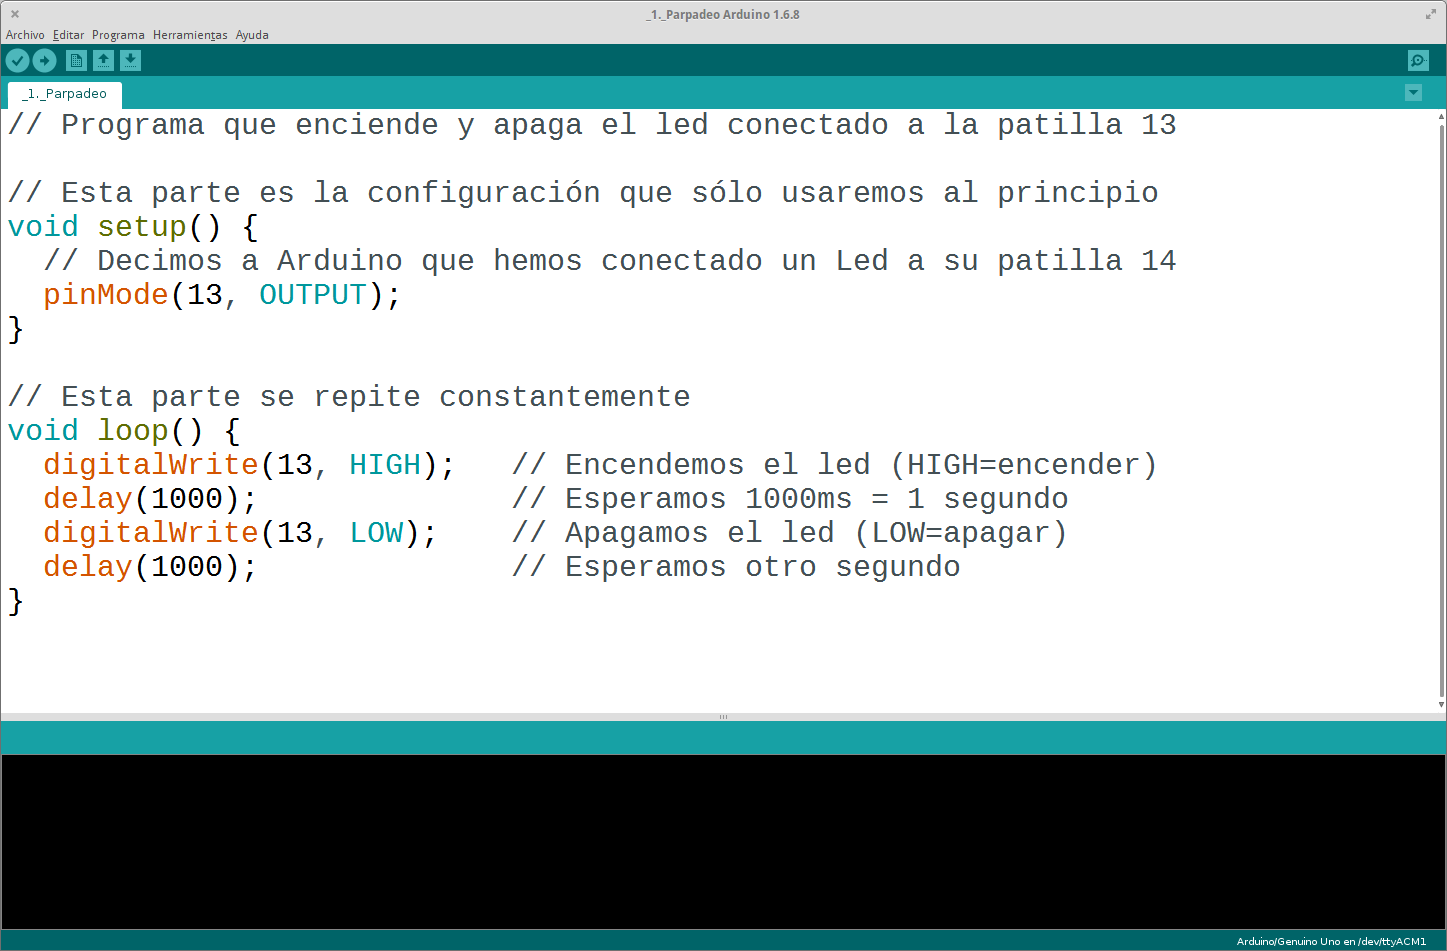 _1._Parpadeo Arduino 1.6.8
Archivo Editar Programa Herramientas Ayuda
_1._Parpadeo
// Programa que enciende y apaga el led conectado a la patilla 13
// Esta parte es la configuración que sólo usaremos al principio
void setup() {
  // Decimos a Arduino que hemos conectado un Led a su patilla 14
  pinMode(13, OUTPUT);
}
// Esta parte se repite constantemente
void loop() {
  digitalWrite(13, HIGH);   // Encendemos el led (HIGH=encender)
  delay(1000);              // Esperamos 1000ms = 1 segundo
  digitalWrite(13, LOW);    // Apagamos el led (LOW=apagar)
  delay(1000);              // Esperamos otro segundo
}
Arduino/Genuino Uno en /dev/ttyACM1